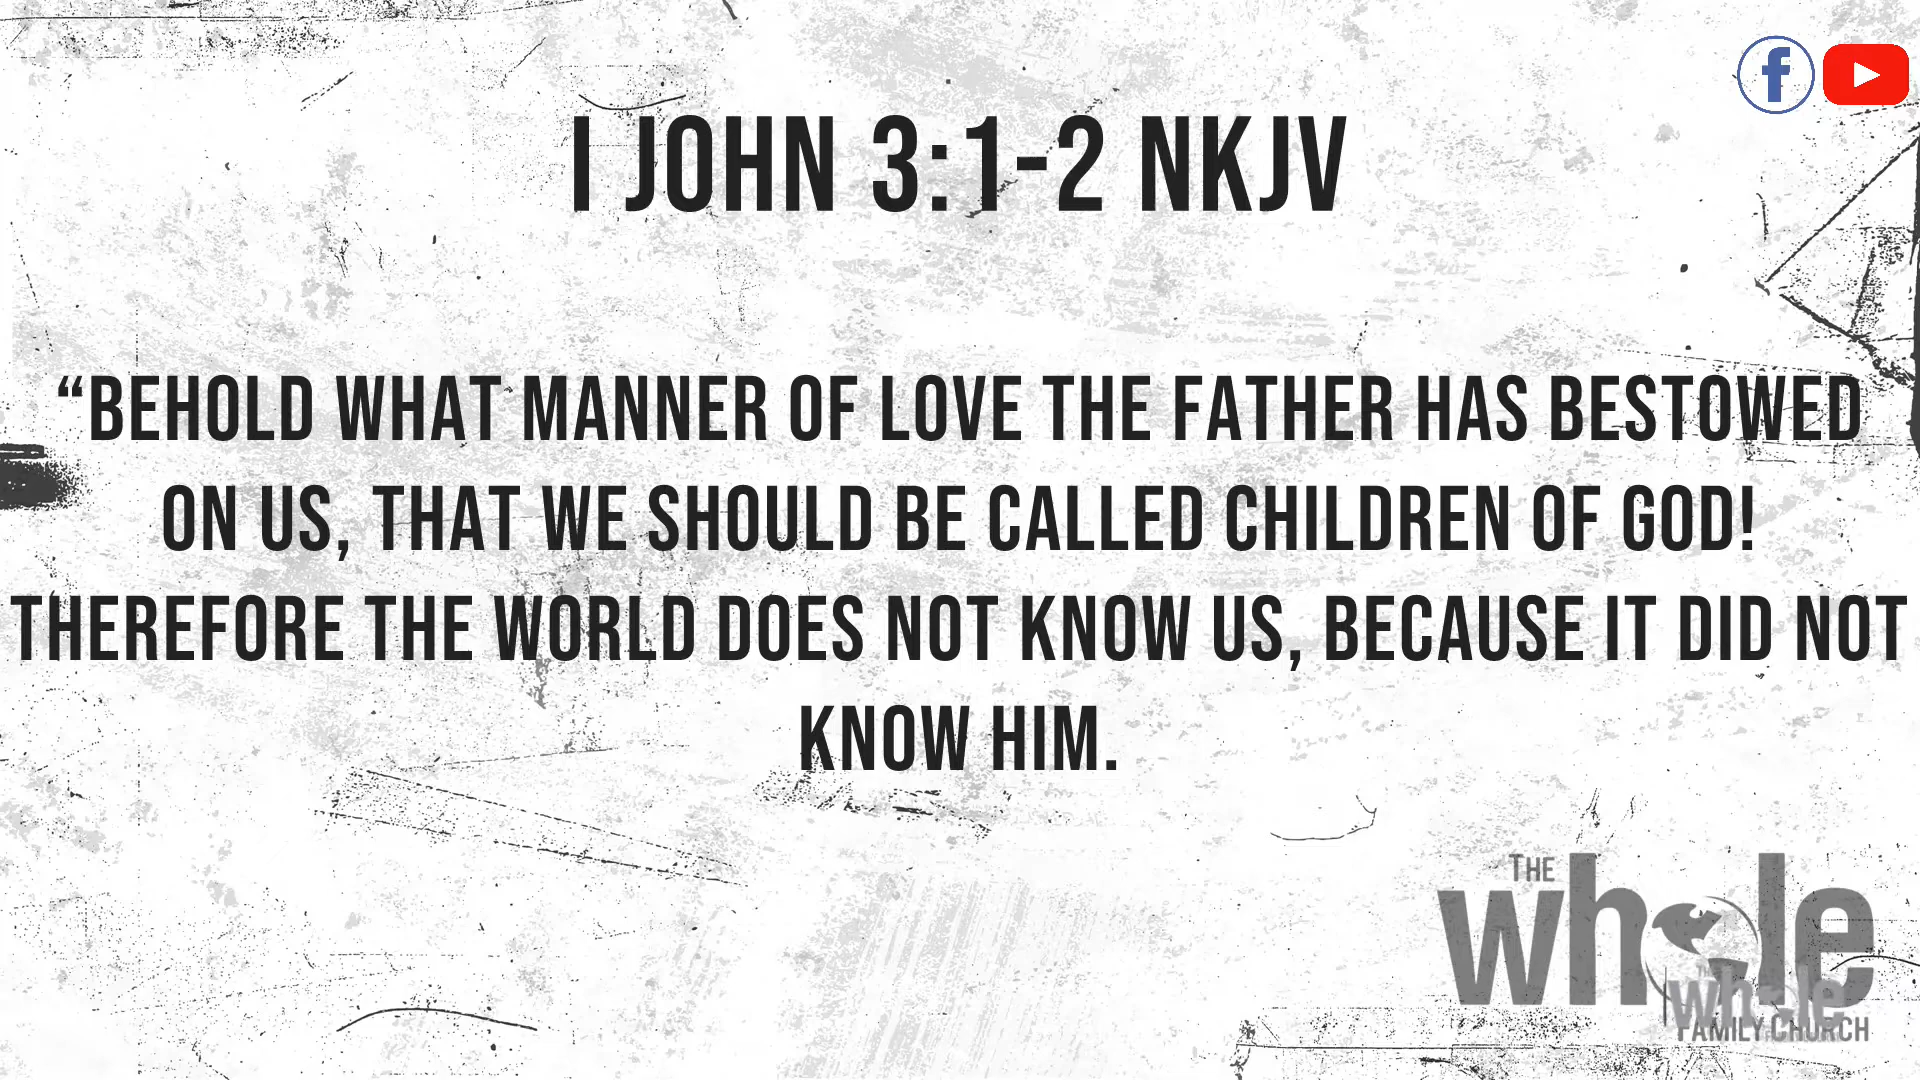 I JOHN 3:1-2 NKJV
“BEHOLD WHAT MANNER OF LOVE THE FATHER HAS BESTOWED
ON US, THAT WE SHOULD BE CALLED CHILDREN OF GOD!
THEREFORE THE WORLD DOES NOT KNOW US, BECAUSE IT DID NOT
KNOW HIM.
THE
whole
whole
FAMILY CHURCH